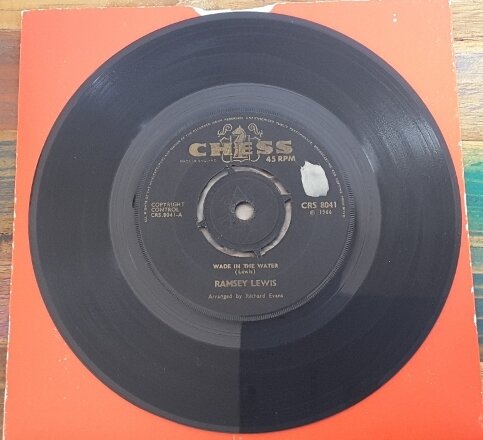 CHESS
MADE IN ENGLAND
45 RPM
COPYRIGHT
CONTROL
CRS.8041-A
CRS 8041
℗ 1966
WADE IN THE WATER
(Lewis)
RAMSEY LEWIS
Arranged by Richard Evans